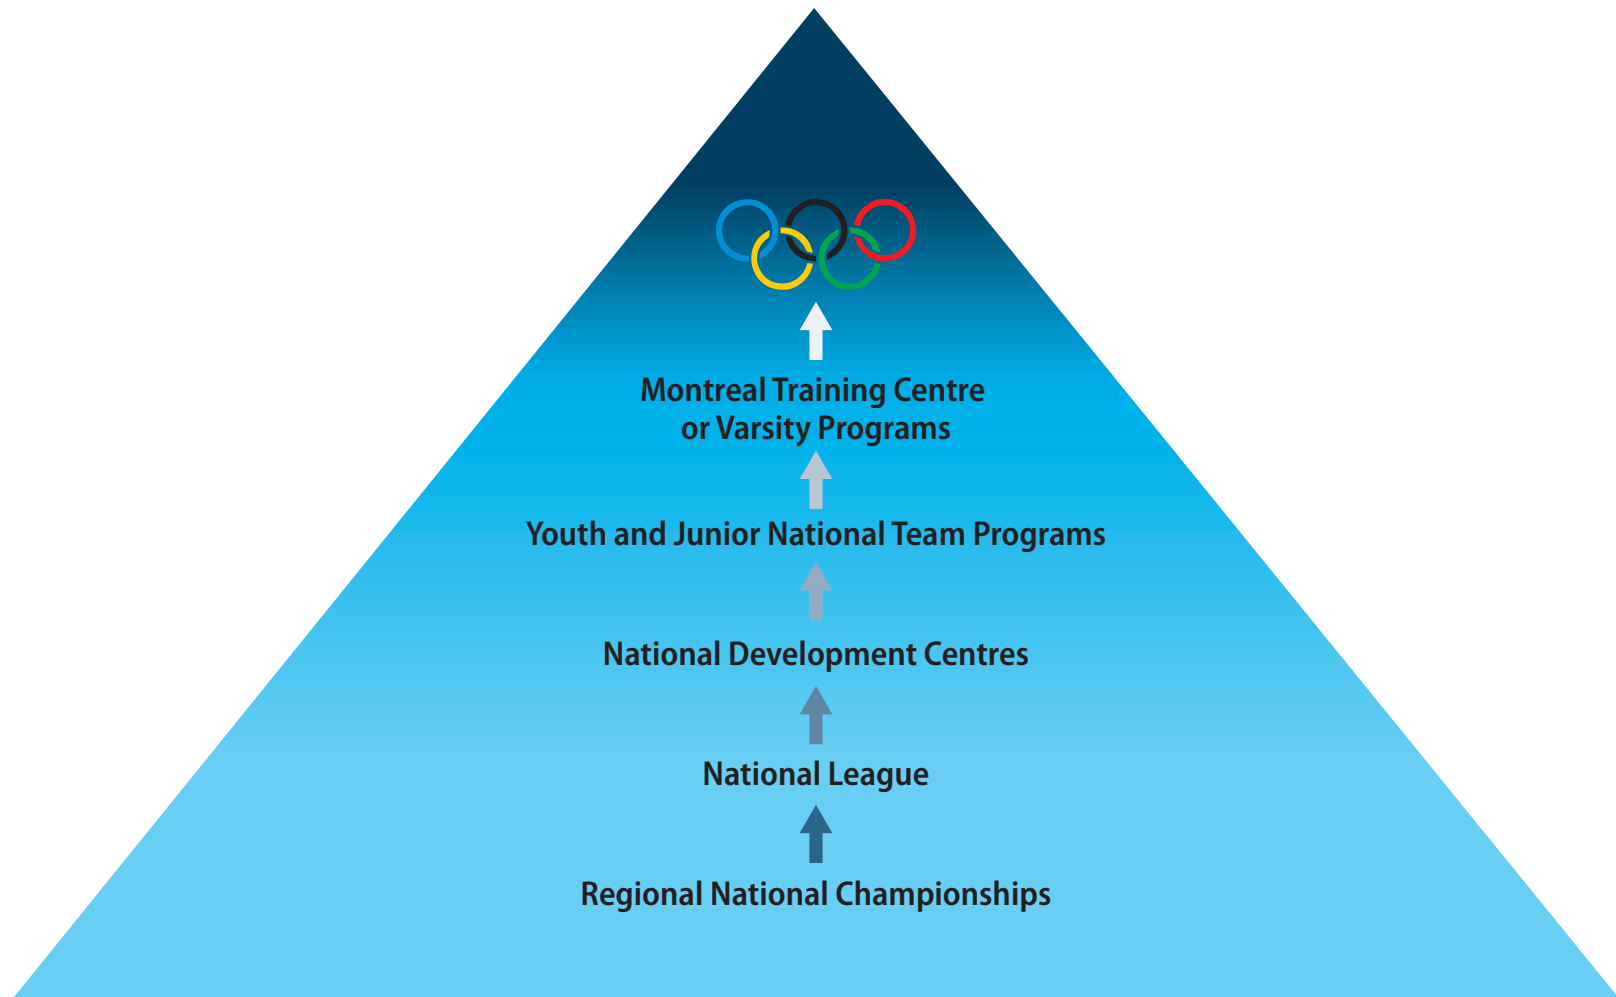 Montreal Training Centre
or Varsity Programs
Youth and Junior National Team Programs
National Development Centres
National League
Regional National Championships